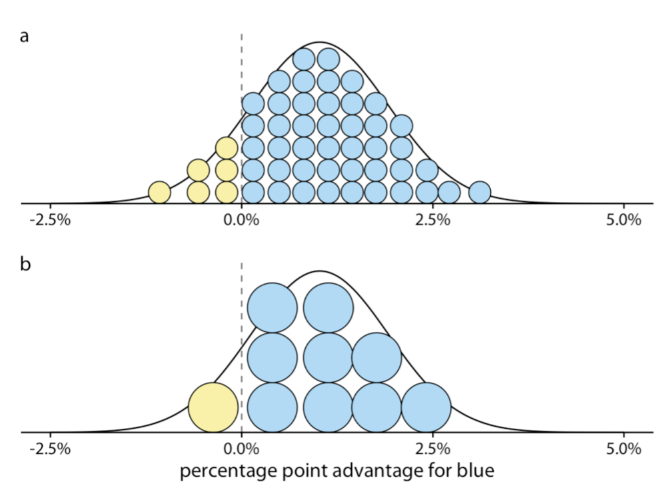 a
-2.5% 0.0% 2.5% 5.0%
b
-2.5% 0.0% 2.5% 5.0%
percentage point advantage for blue